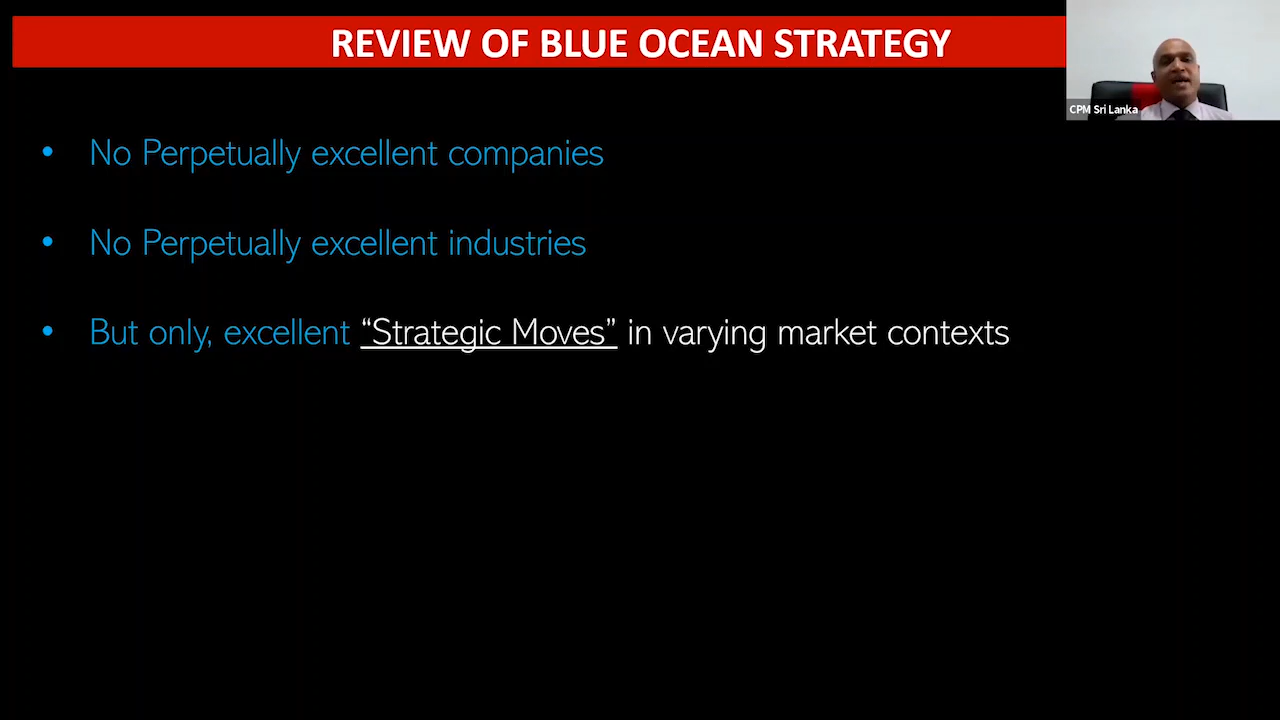 REVIEW OF BLUE OCEAN STRATEGY
CPM Sri Lanka
• No Perpetually excellent companies
• No Perpetually excellent industries
• But only, excellent “Strategic Moves” in varying market contexts